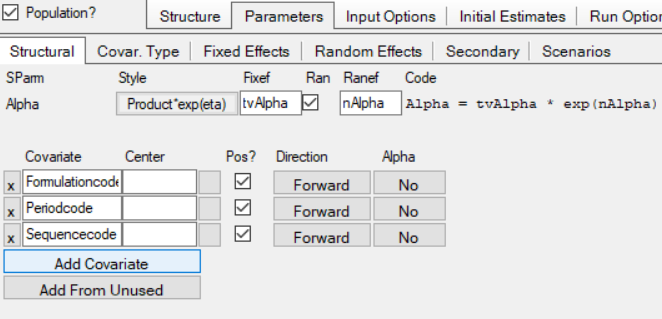 Population? Structure Parameters Input Options Initial Estimates Run Option
Structural Covar. Type Fixed Effects Random Effects Secondary Scenarios
SParm Style Fixef Ran Ranef Code
Alpha Product*exp(eta) tvAlpha nAlpha Alpha = tvAlpha * exp(nAlpha)
Covariate Center Pos? Direction Alpha
x Formulationcode Forward No
x Periodcode Forward No
x Sequencecode Forward No
Add Covariate
Add From Unused